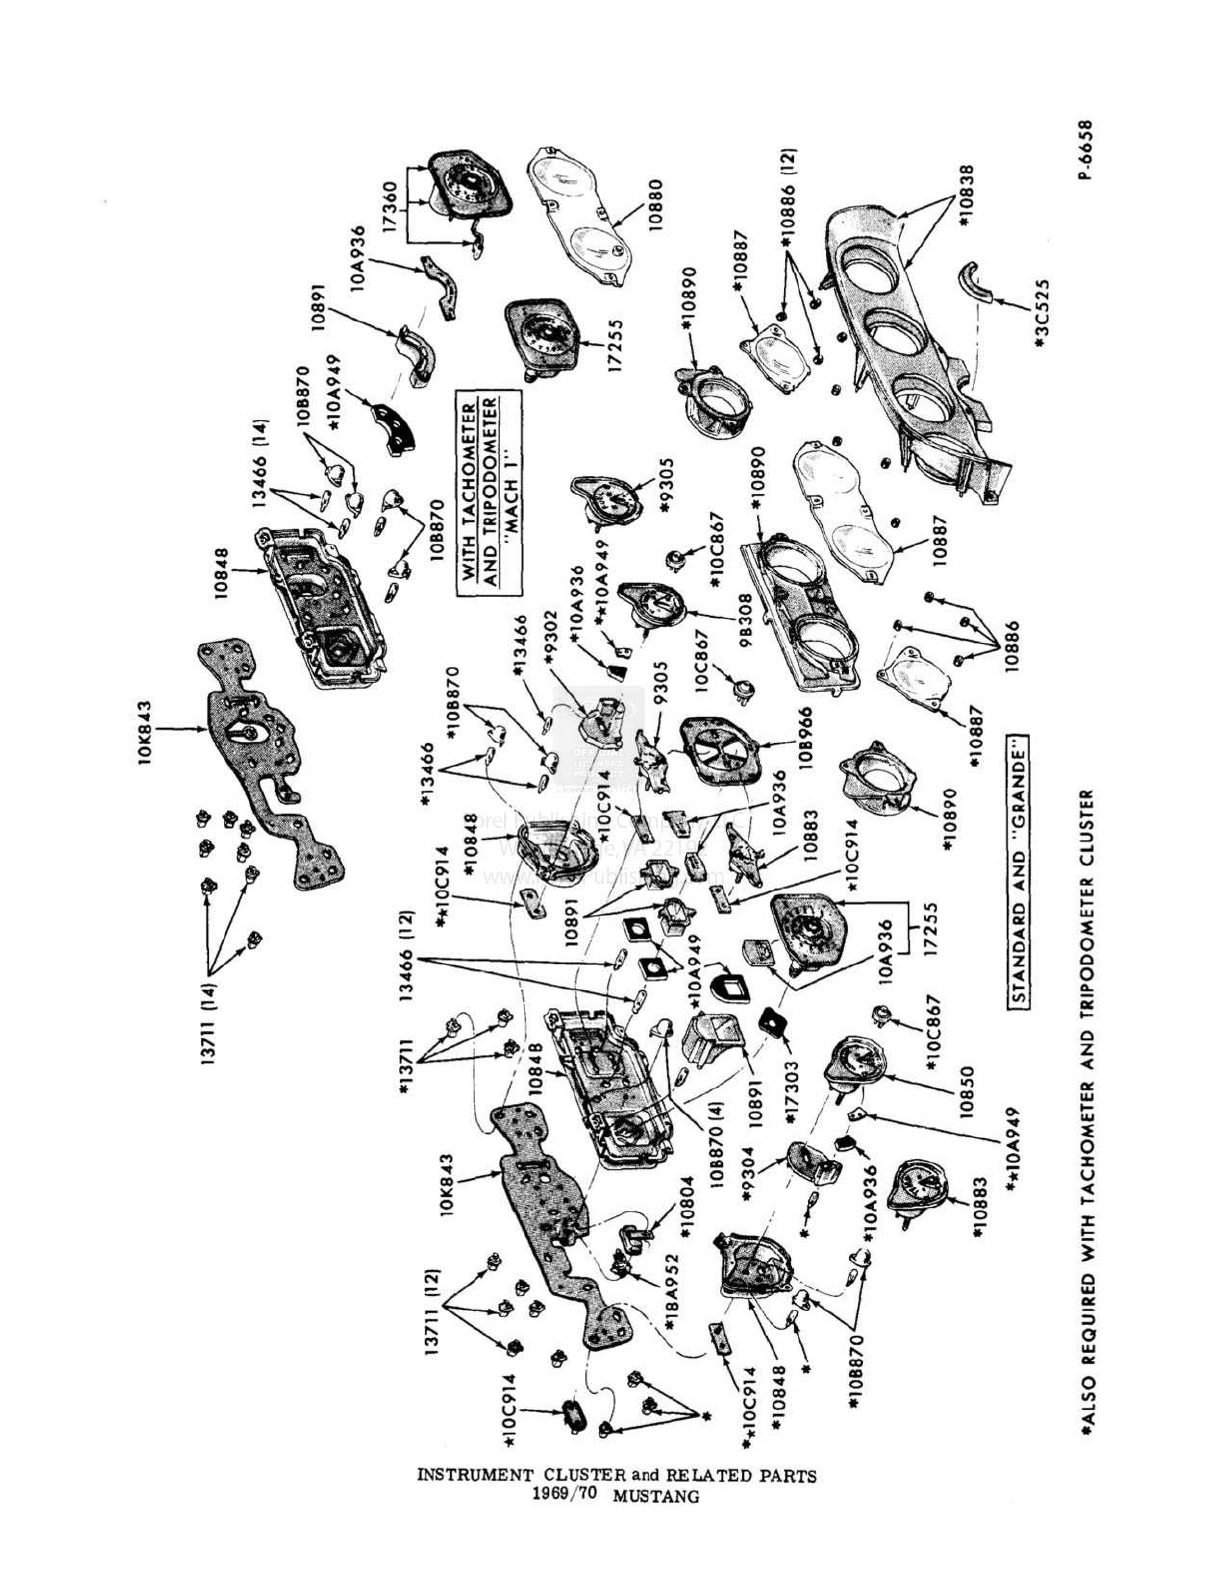 P-6658
17360
10A936
10891
*10A949
10B870
13466 (14)
10848
10K843
10880
17255
10B870
WITH TACHOMETER
AND TRIPODOMETER
"MACH 1"
*10886 (12)
*10887
*10890
*10838
*3C525
*10890
*9305
*10C867
10887
10886
*10887
9B308
10C867
**10A949
*10A936
*9302
*13466
9305
*10B870
*13466
10B966
*10C914
10A936
10883
*10C914
*10890
*10848
**10C914
10891
13466 (12)
*10A949
10A936
17255
STANDARD AND "GRANDE"
13711 (14)
*13711
10848
*10C867
10850
*17303
10891
10B870 (4)
*9304
**10A949
*10A936
*10883
10K843
*10804
*18A952
13711 (12)
*
*10B870
*
*10848
**10C914
*10C914
*
*ALSO REQUIRED WITH TACHOMETER AND TRIPODOMETER CLUSTER
INSTRUMENT CLUSTER and RELATED PARTS
1969/70 MUSTANG